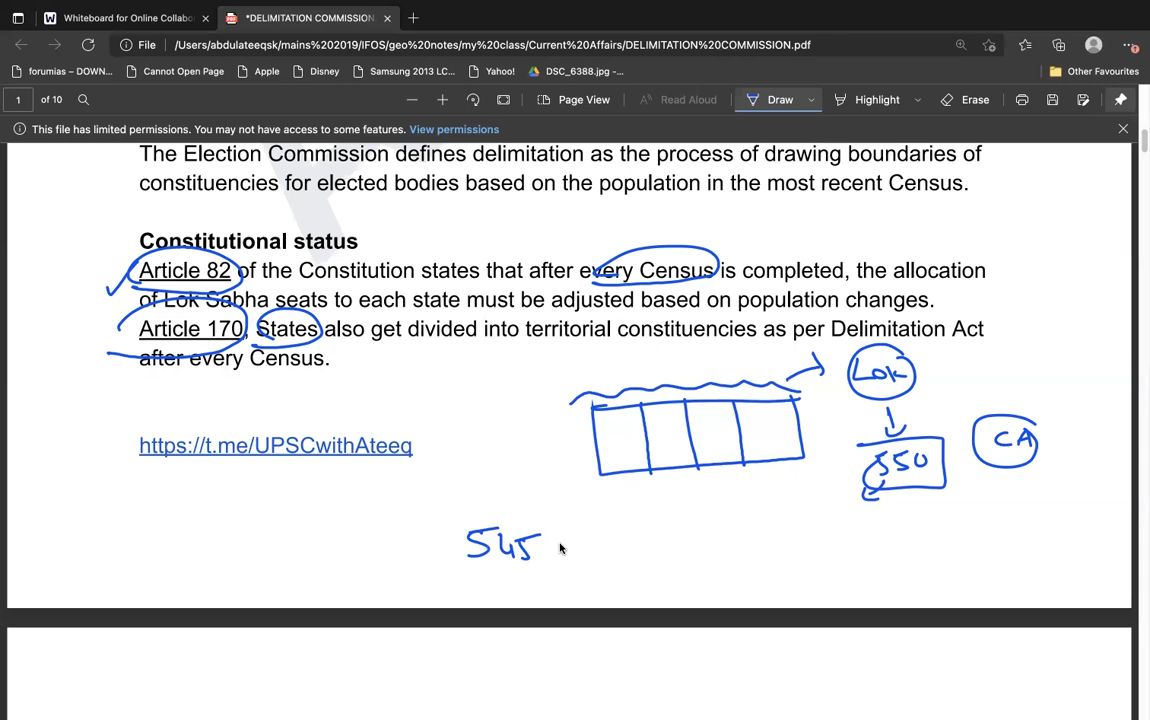 Whiteboard for Online Collabo
*DELIMITATION COMMISSION
File
/Users/abdulateeqsk/mains%202019/IFOS/geo%20notes/my%20class/Current%20Affairs/DELIMITATION%20COMMISSION.pdf
forumias – DOWN...
Cannot Open Page
Apple
Disney
Samsung 2013 LC...
Yahoo!
DSC_6388.jpg -...
Other Favourites
1 of 10
Page View
Read Aloud
Draw
Highlight
Erase
This file has limited permissions. You may not have access to some features. View permissions
The Election Commission defines delimitation as the process of drawing boundaries of
constituencies for elected bodies based on the population in the most recent Census.
Constitutional status
Article 82 of the Constitution states that after every Census is completed, the allocation
of Lok Sabha seats to each state must be adjusted based on population changes.
Article 170, States also get divided into territorial constituencies as per Delimitation Act
after every Census.
LOK
CA
https://t.me/UPSCwithAteeq
550
545